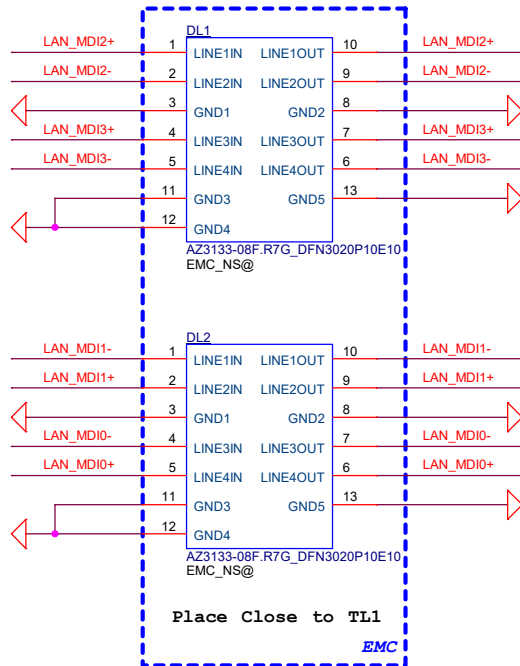 DL1
LAN_MDI2+ 1 LINE1IN LINE1OUT 10 LAN_MDI2+
LAN_MDI2- 2 LINE2IN LINE2OUT 9 LAN_MDI2-
3 GND1 GND2 8
LAN_MDI3+ 4 LINE3IN LINE3OUT 7 LAN_MDI3+
LAN_MDI3- 5 LINE4IN LINE4OUT 6 LAN_MDI3-
11 GND3 GND5 13
12 GND4
AZ3133-08F.R7G_DFN3020P10E10
EMC_NS@
DL2
LAN_MDI1- 1 LINE1IN LINE1OUT 10 LAN_MDI1-
LAN_MDI1+ 2 LINE2IN LINE2OUT 9 LAN_MDI1+
3 GND1 GND2 8
LAN_MDI0- 4 LINE3IN LINE3OUT 7 LAN_MDI0-
LAN_MDI0+ 5 LINE4IN LINE4OUT 6 LAN_MDI0+
11 GND3 GND5 13
12 GND4
AZ3133-08F.R7G_DFN3020P10E10
EMC_NS@
Place Close to TL1
EMC